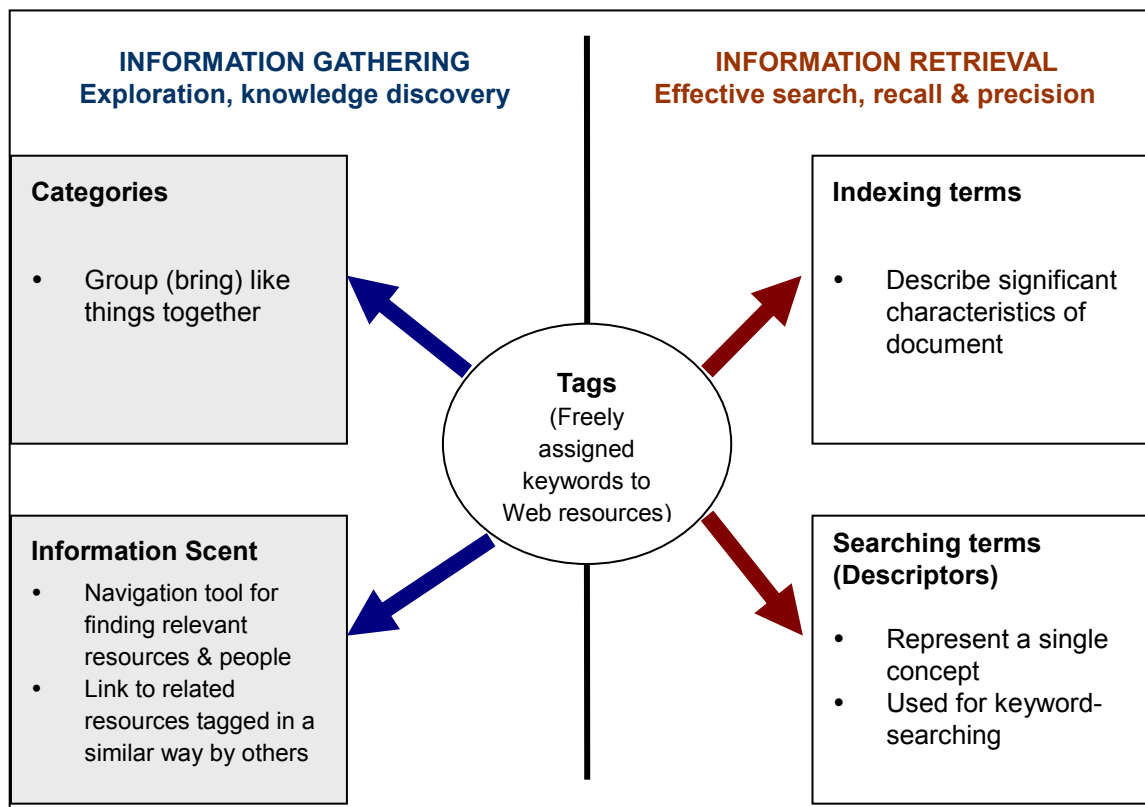 INFORMATION GATHERING
Exploration, knowledge discovery
INFORMATION RETRIEVAL
Effective search, recall & precision
Categories
• Group (bring) like
things together
Information Scent
• Navigation tool for
finding relevant
resources & people
• Link to related
resources tagged in a
similar way by others
Tags
(Freely
assigned
keywords to
Web resources)
Indexing terms
• Describe significant
characteristics of
document
Searching terms
(Descriptors)
• Represent a single
concept
• Used for keyword-
searching